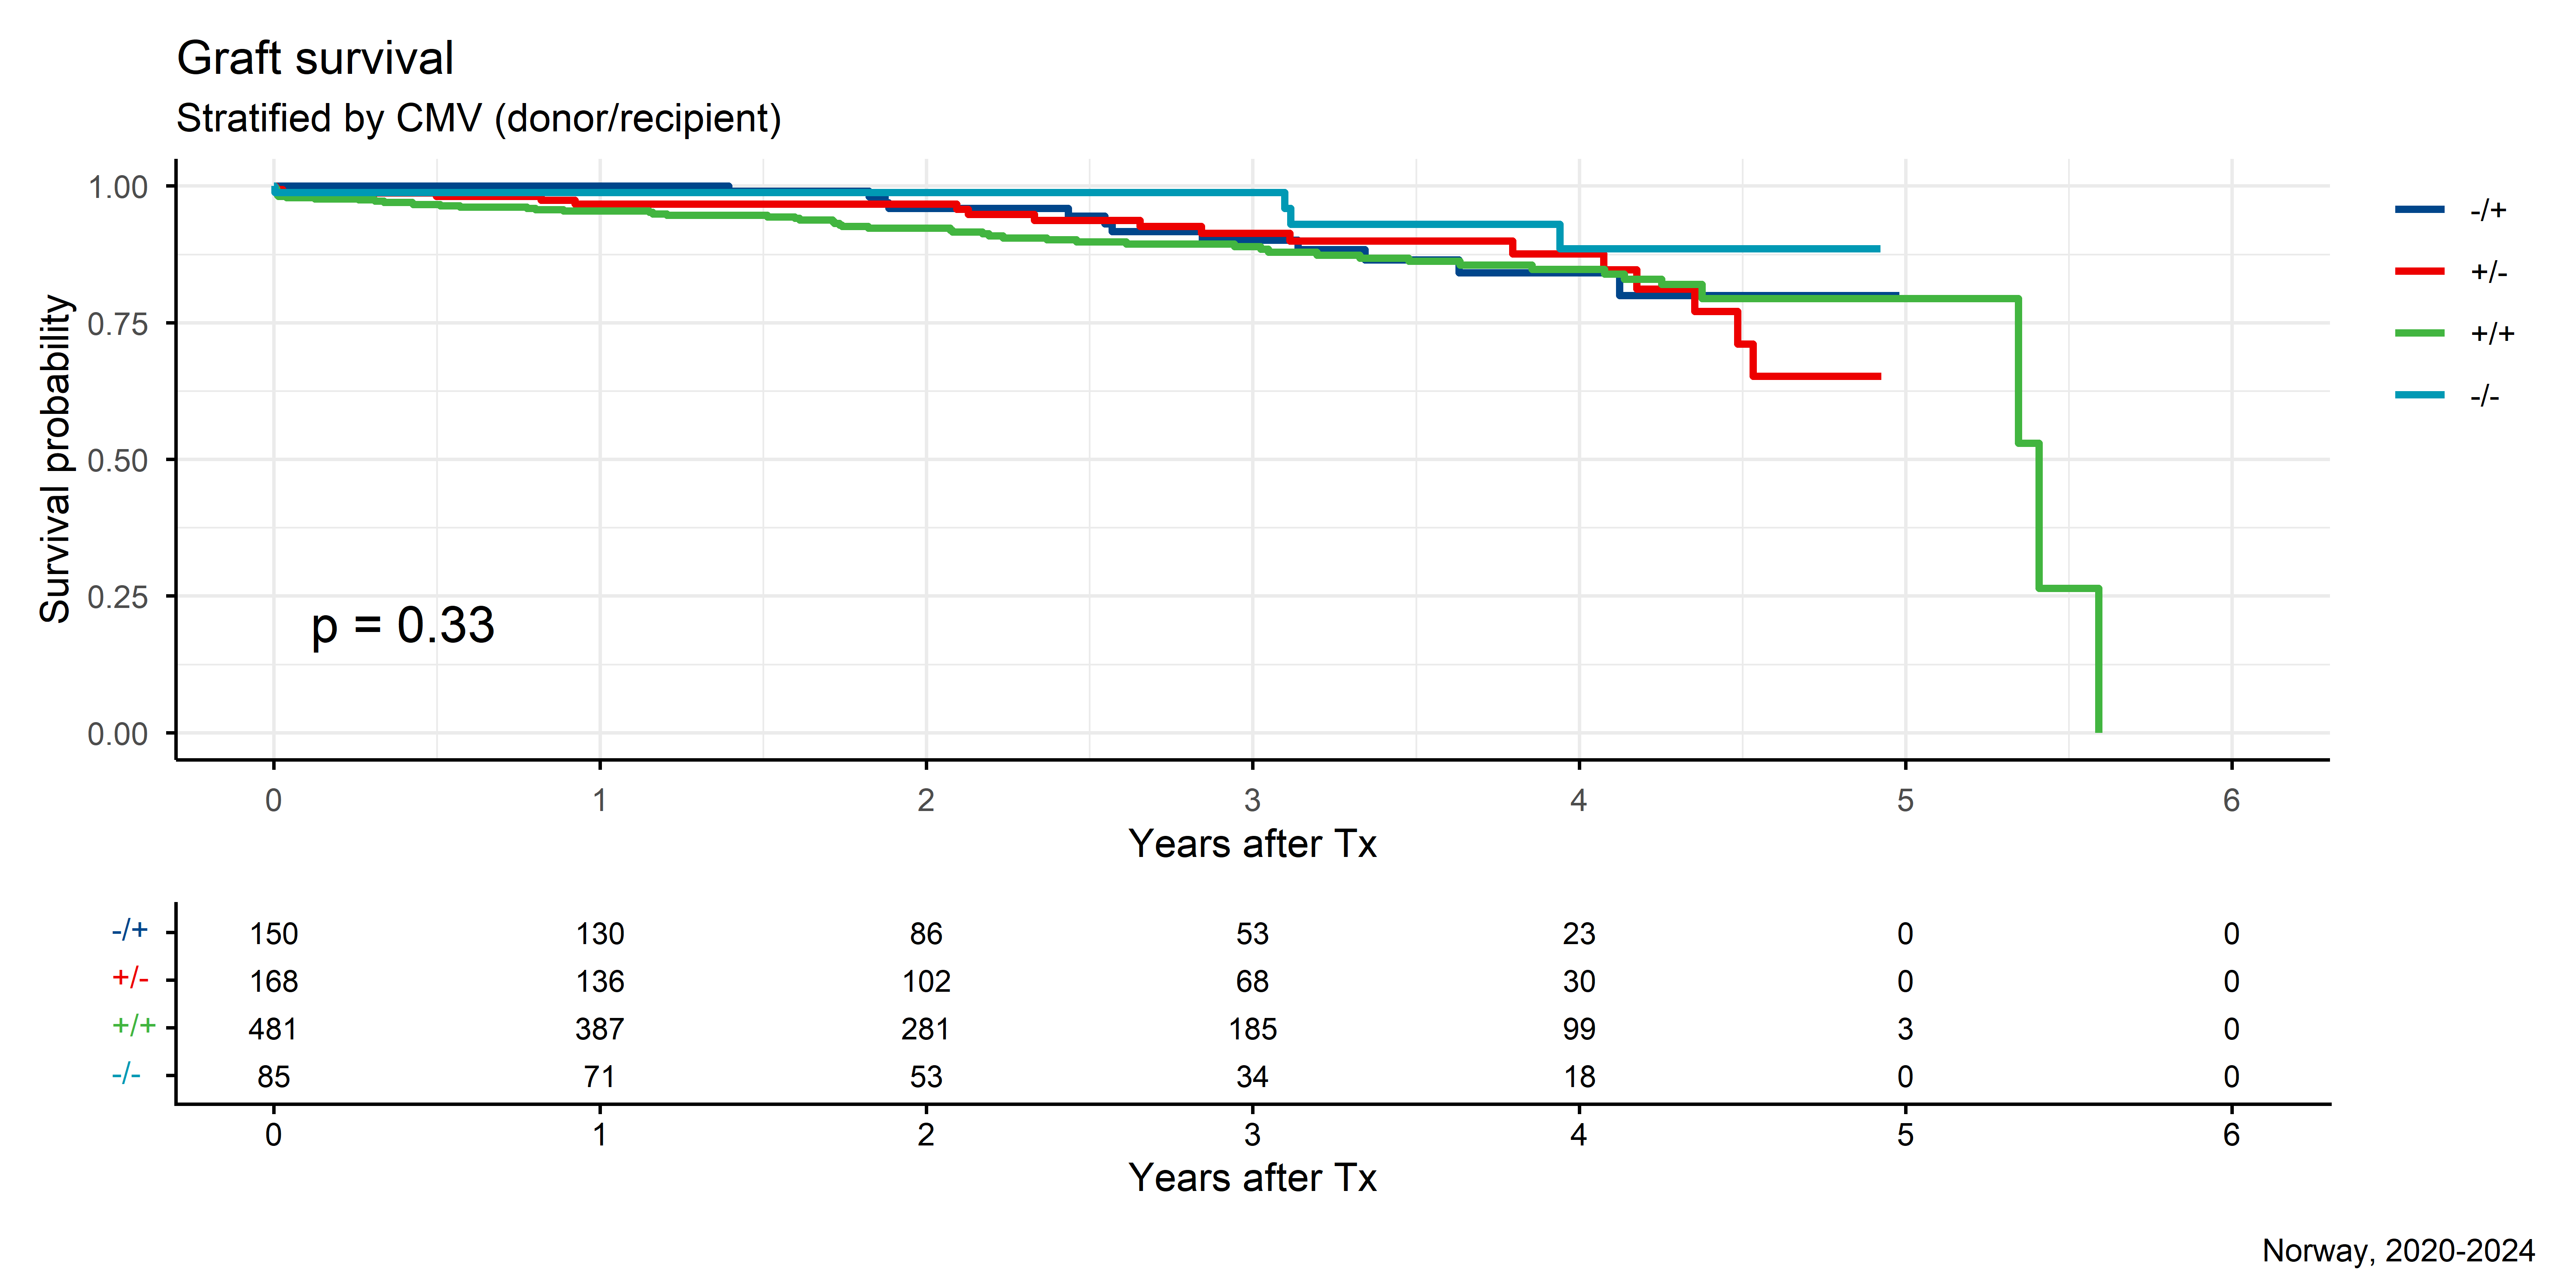 Graft survival
Stratified by CMV (donor/recipient)
Survival probability
1.00
0.75
0.50
0.25
0.00
p = 0.33
0 1 2 3 4 5 6
Years after Tx
-/+
+/-
+/+
-/-
-/+ 150 130 86 53 23 0 0
+/- 168 136 102 68 30 0 0
+/+ 481 387 281 185 99 3 0
-/- 85 71 53 34 18 0 0
0 1 2 3 4 5 6
Years after Tx
Norway, 2020-2024